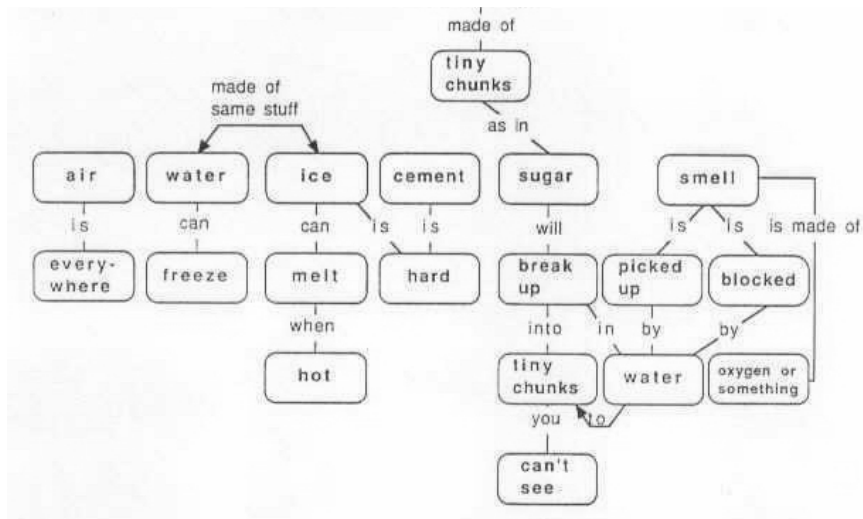 made of
tiny
chunks
made of
same stuff
as in
air
water
ice
cement
sugar
smell
is
can
can
is
is
will
is
is
is made of
every-
where
freeze
melt
hard
break
up
picked
up
blocked
when
into
in
by
by
hot
tiny
chunks
water
oxygen or
something
you
to
can't
see